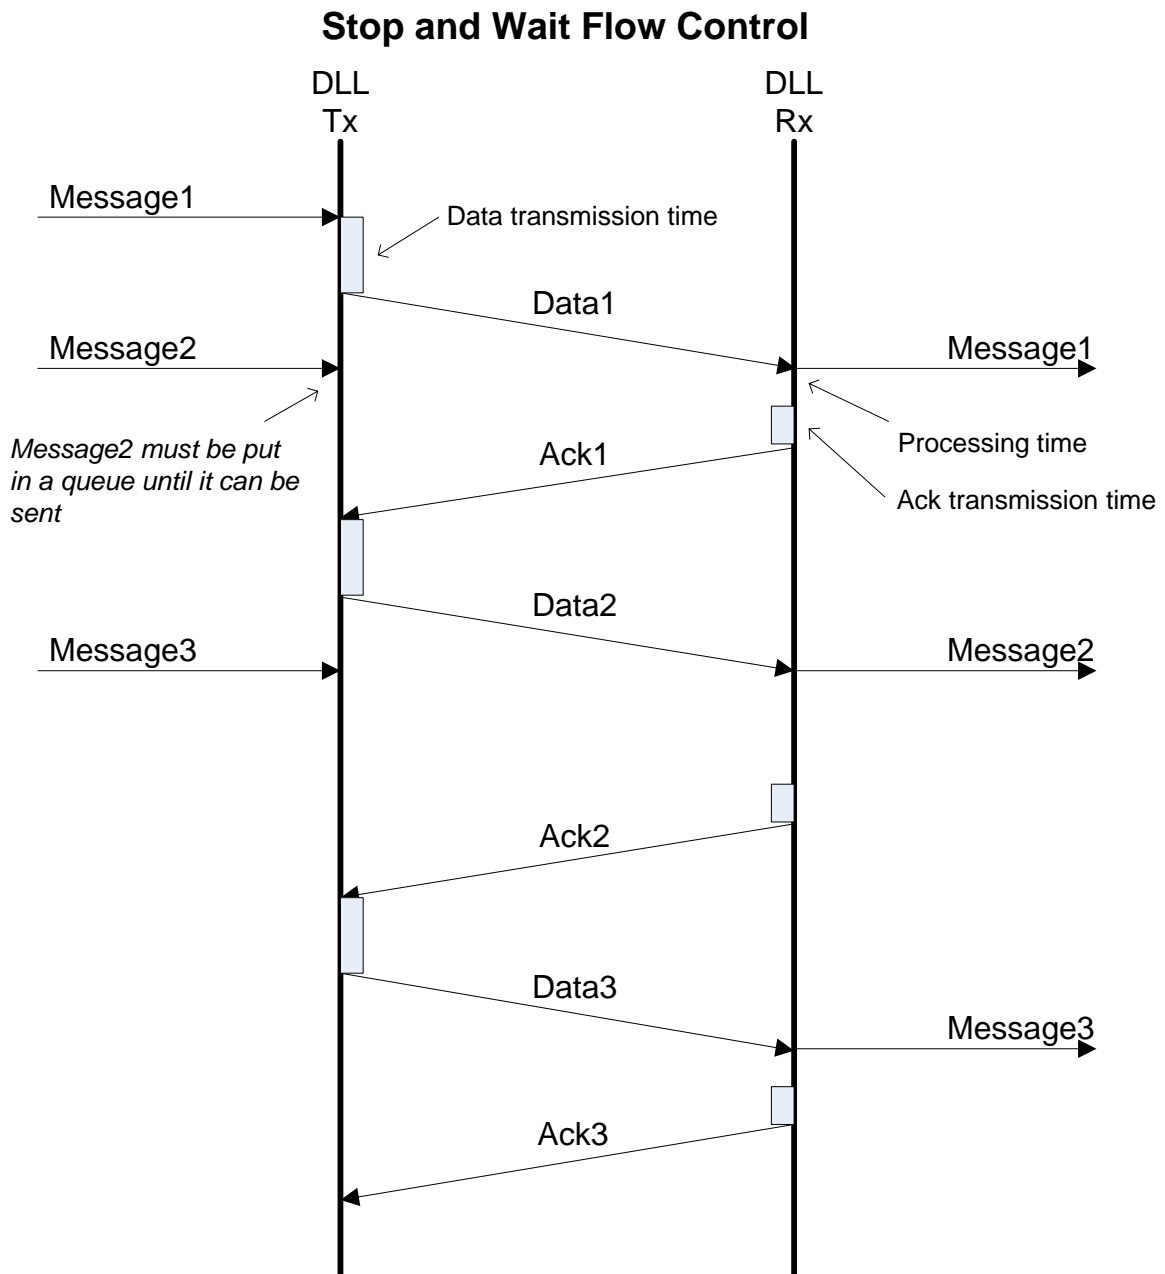 Stop and Wait Flow Control
DLL
Tx
DLL
Rx
Message1
Data transmission time
Data1
Message2
Message1
Message2 must be put
in a queue until it can be
sent
Processing time
Ack1
Ack transmission time
Data2
Message3
Message2
Ack2
Data3
Message3
Ack3